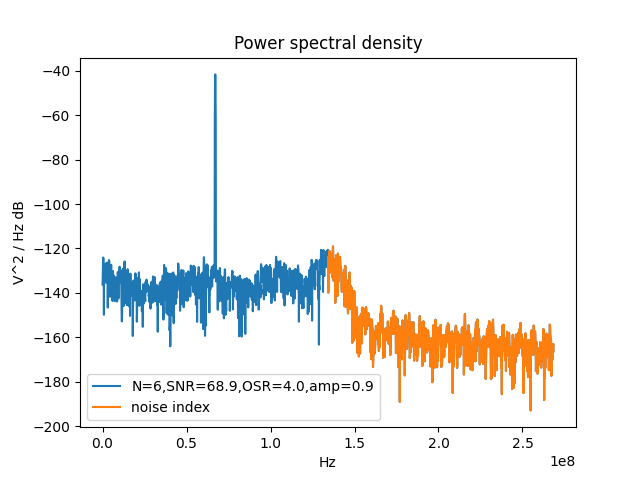 Power spectral density
V^2 / Hz dB
−40
−60
−80
−100
−120
−140
−160
−180
−200
N=6,SNR=68.9,OSR=4.0,amp=0.9
noise index
0.0 0.5 1.0 1.5 2.0 2.5
1e8
Hz